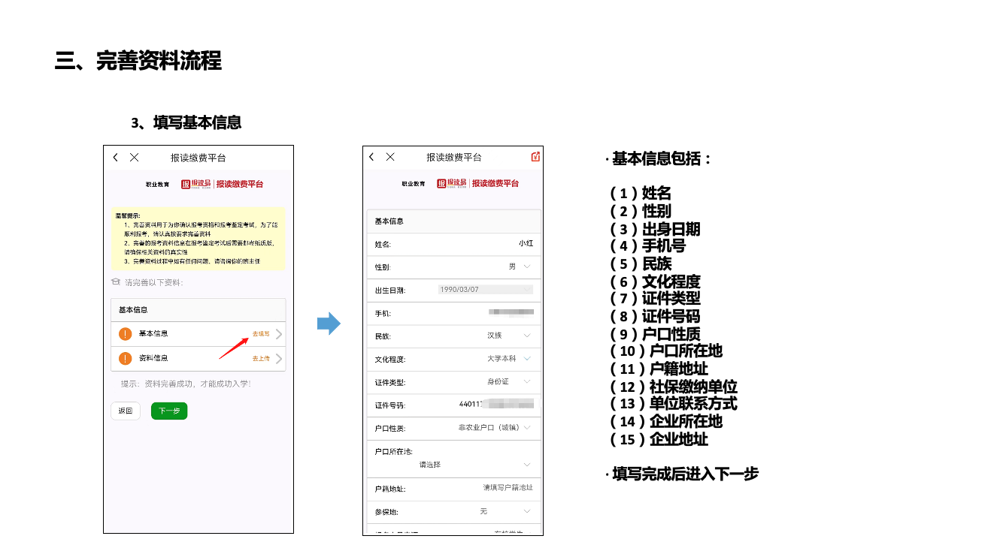 三、完善资料流程
3、填写基本信息
报读缴费平台
职业教育 报 报读易 报读缴费平台
温馨提示:
1、完善资料用于为你确认报考资格和报考鉴定考试，为了能
顺利报考，请认真按要求完善资料
2、完善的报考资料信息在报考鉴定考试后需要邮寄纸质版，
请确保相关资料的真实性
3、完善资料过程中如有任何问题，请咨询你的班主任
请完善以下资料:
基本信息
基本信息 去填写
资料信息 去上传
提示: 资料完善成功，才能成功入学!
返回 下一步
报读缴费平台
职业教育 报 报读易 报读缴费平台
基本信息
姓名: 小红
性别: 男
出生日期: 1990/03/07
手机:
民族: 汉族
文化程度: 大学本科
证件类型: 身份证
证件号码: 44011
户口性质: 非农业户口（城镇）
户口所在地:
请选择
户籍地址: 请填写户籍地址
参保地: 无
· 基本信息包括：
（1）姓名
（2）性别
（3）出身日期
（4）手机号
（5）民族
（6）文化程度
（7）证件类型
（8）证件号码
（9）户口性质
（10）户口所在地
（11）户籍地址
（12）社保缴纳单位
（13）单位联系方式
（14）企业所在地
（15）企业地址
· 填写完成后进入下一步